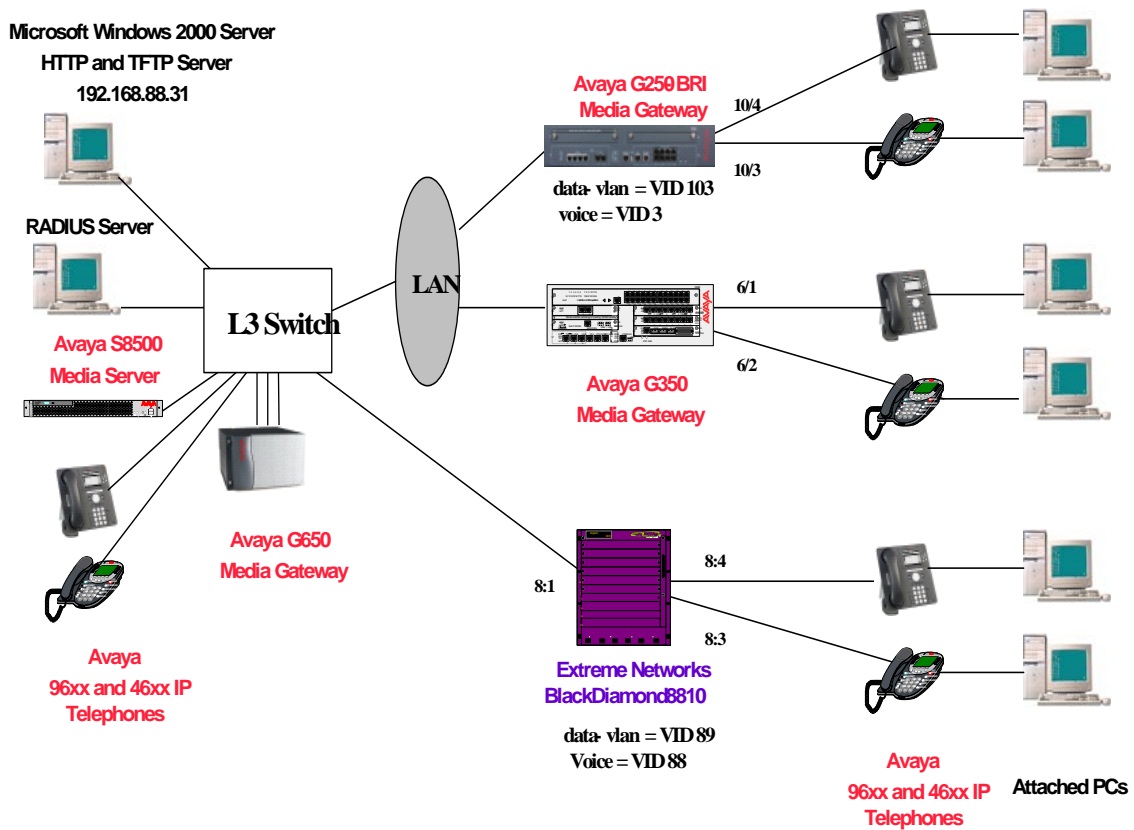 Microsoft Windows 2000 Server
HTTP and TFTP Server
192.168.88.31
RADIUS Server
Avaya S8500
Media Server
L3 Switch
LAN
Avaya G650
Media Gateway
Avaya
96xx and 46xx IP
Telephones
Avaya G250-BRI
Media Gateway
10/4
10/3
data- vlan = VID 103
voice = VID 3
AVAYA
6/1
6/2
Avaya G350
Media Gateway
8:1
8:4
8:3
Extreme Networks
BlackDiamond8810
data- vlan = VID 89
Voice = VID 88
Avaya
96xx and 46xx IP
Telephones
Attached PCs